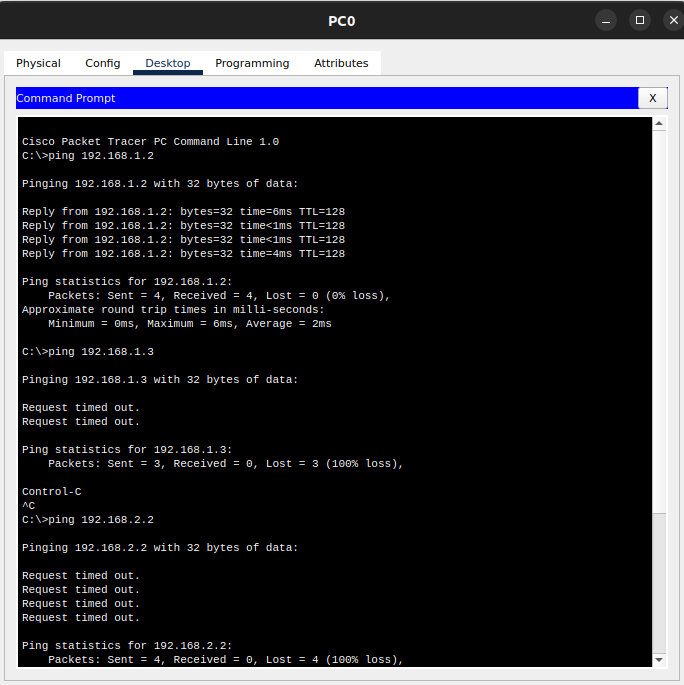 PC0
Physical Config Desktop Programming Attributes
Command Prompt X
Cisco Packet Tracer PC Command Line 1.0
C:\>ping 192.168.1.2
Pinging 192.168.1.2 with 32 bytes of data:
Reply from 192.168.1.2: bytes=32 time=6ms TTL=128
Reply from 192.168.1.2: bytes=32 time<1ms TTL=128
Reply from 192.168.1.2: bytes=32 time<1ms TTL=128
Reply from 192.168.1.2: bytes=32 time=4ms TTL=128
Ping statistics for 192.168.1.2:
    Packets: Sent = 4, Received = 4, Lost = 0 (0% loss),
Approximate round trip times in milli-seconds:
    Minimum = 0ms, Maximum = 6ms, Average = 2ms
C:\>ping 192.168.1.3
Pinging 192.168.1.3 with 32 bytes of data:
Request timed out.
Request timed out.
Ping statistics for 192.168.1.3:
    Packets: Sent = 3, Received = 0, Lost = 3 (100% loss),
Control-C
^C
C:\>ping 192.168.2.2
Pinging 192.168.2.2 with 32 bytes of data:
Request timed out.
Request timed out.
Request timed out.
Request timed out.
Ping statistics for 192.168.2.2:
    Packets: Sent = 4, Received = 0, Lost = 4 (100% loss),